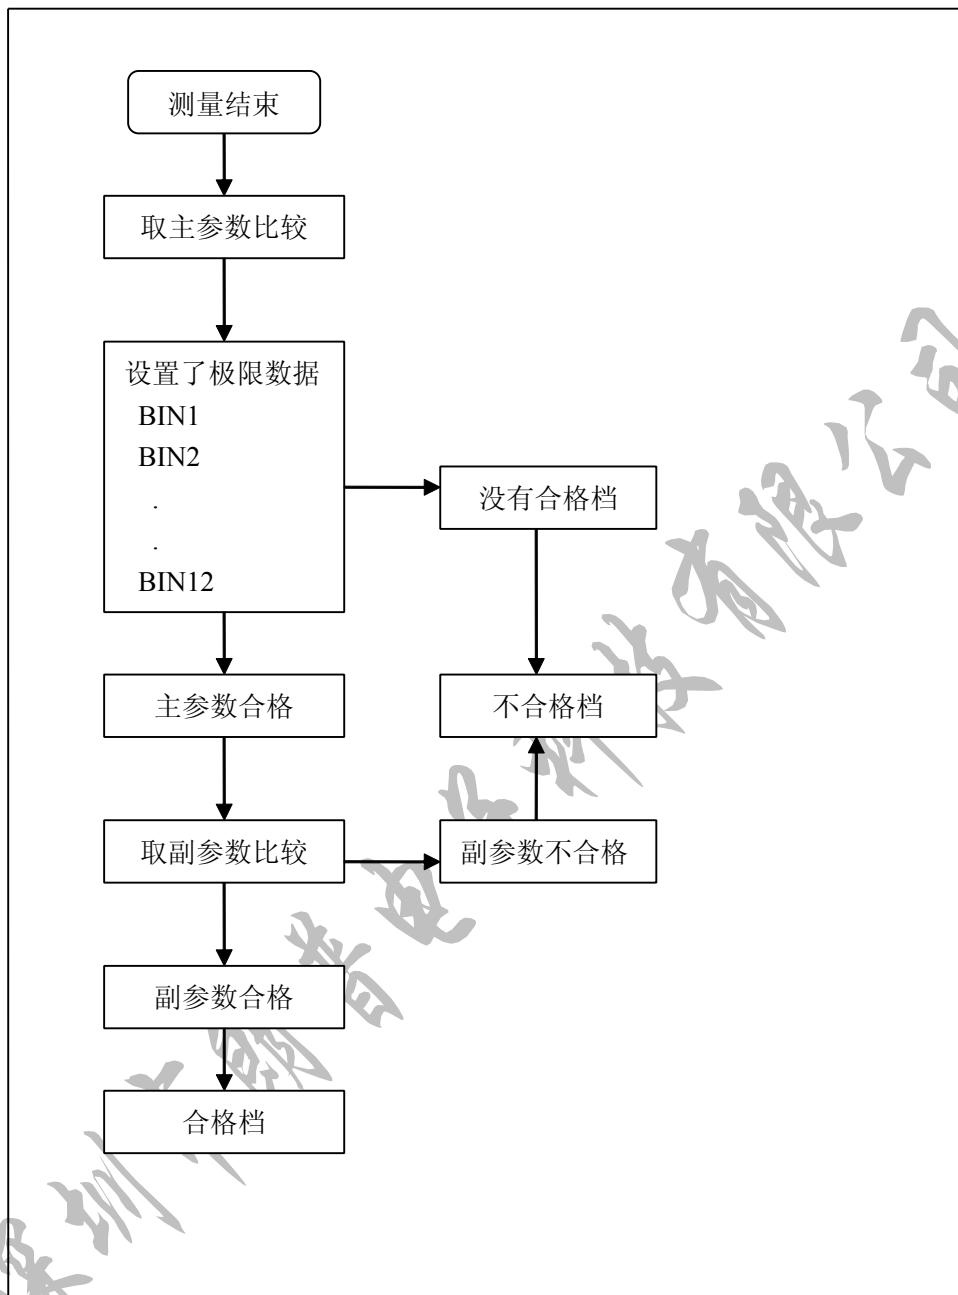 测量结束
取主参数比较
设置了极限数据
BIN1
BIN2
.
.
BIN12
没有合格档
主参数合格
不合格档
取副参数比较
副参数不合格
副参数合格
合格档